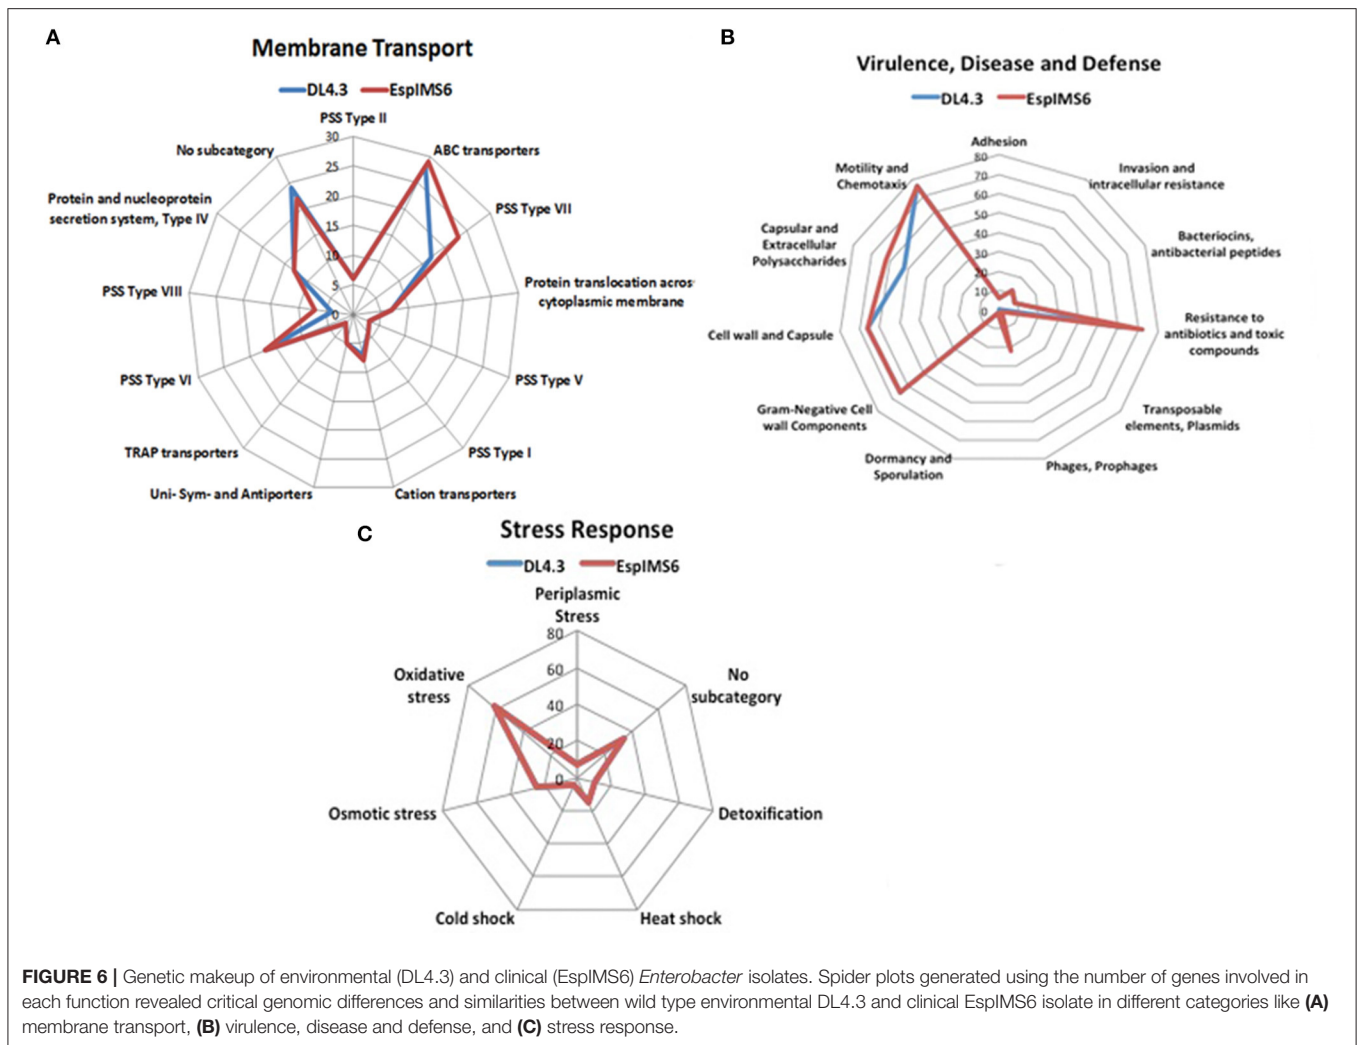 A
Membrane Transport
DL4.3 EspIMS6
PSS Type II
30
25
20
15
10
5
0
ABC transporters
PSS Type VII
Protein translocation acros
cytoplasmic membrane
PSS Type V
PSS Type I
Cation transporters
Uni- Sym- and Antiporters
TRAP transporters
PSS Type VI
PSS Type VIII
Protein and nucleoprotein
secretion system, Type IV
No subcategory
B
Virulence, Disease and Defense
DL4.3 EspIMS6
Adhesion
80
70
60
50
40
30
20
10
0
Invasion and
intracellular resistance
Bacteriocins,
antibacterial peptides
Resistance to
antibiotics and toxic
compounds
Transposable
elements, Plasmids
Phages, Prophages
Dormancy and
Sporulation
Gram-Negative Cell
wall Components
Cell wall and Capsule
Capsular and
Extracellular
Polysaccharides
Motility and
Chemotaxis
C
Stress Response
DL4.3 EspIMS6
Periplasmic
Stress
80
60
40
20
0
No
subcategory
Detoxification
Heat shock
Cold shock
Osmotic stress
Oxidative
stress
FIGURE 6 | Genetic makeup of environmental (DL4.3) and clinical (EspIMS6) Enterobacter isolates. Spider plots generated using the number of genes involved in
each function revealed critical genomic differences and similarities between wild type environmental DL4.3 and clinical EspIMS6 isolate in different categories like (A)
membrane transport, (B) virulence, disease and defense, and (C) stress response.